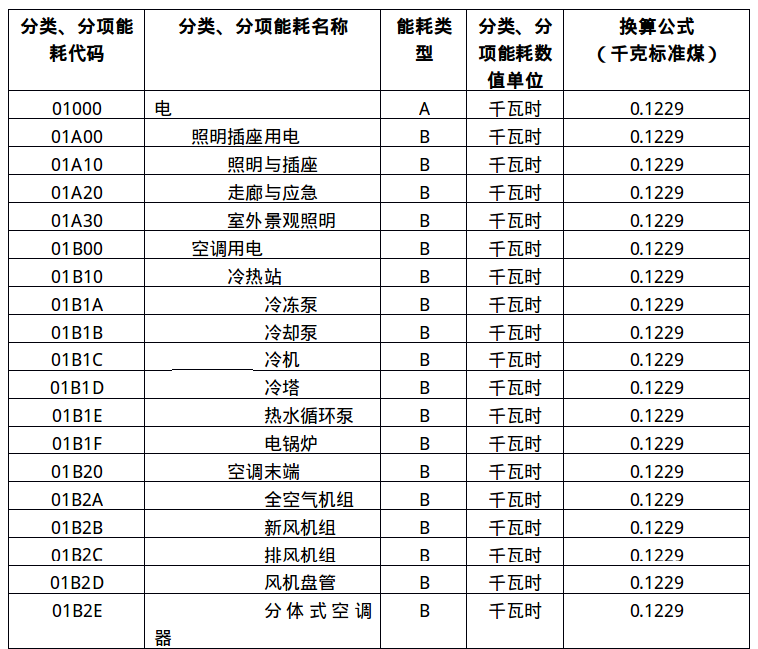 分类、分项能 分类、分项能耗名称 能耗类 分类、分 换算公式
耗代码 型 项能耗数 （千克标准煤）
值单位
01000 电 A 千瓦时 0.1229
01A00 照明插座用电 B 千瓦时 0.1229
01A10 照明与插座 B 千瓦时 0.1229
01A20 走廊与应急 B 千瓦时 0.1229
01A30 室外景观照明 B 千瓦时 0.1229
01B00 空调用电 B 千瓦时 0.1229
01B10 冷热站 B 千瓦时 0.1229
01B1A 冷冻泵 B 千瓦时 0.1229
01B1B 冷却泵 B 千瓦时 0.1229
01B1C 冷机 B 千瓦时 0.1229
01B1D 冷塔 B 千瓦时 0.1229
01B1E 热水循环泵 B 千瓦时 0.1229
01B1F 电锅炉 B 千瓦时 0.1229
01B20 空调末端 B 千瓦时 0.1229
01B2A 全空气机组 B 千瓦时 0.1229
01B2B 新风机组 B 千瓦时 0.1229
01B2C 排风机组 B 千瓦时 0.1229
01B2D 风机盘管 B 千瓦时 0.1229
01B2E 分体式空调 B 千瓦时 0.1229
器